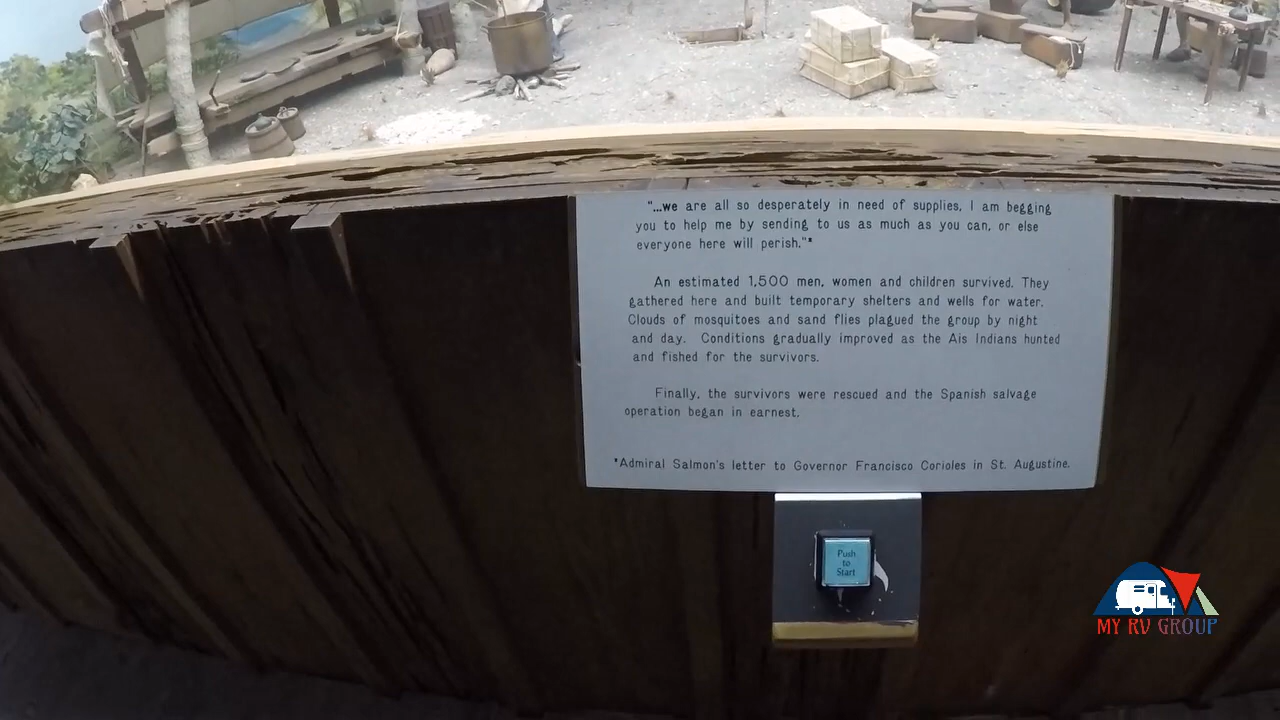 "...we are all so desperately in need of supplies, I am begging
you to help me by sending to us as much as you can, or else
everyone here will perish."*
An estimated 1,500 men, women and children survived. They
gathered here and built temporary shelters and wells for water.
Clouds of mosquitoes and sand flies plagued the group by night
and day. Conditions gradually improved as the Ais Indians hunted
and fished for the survivors.
Finally, the survivors were rescued and the Spanish salvage
operation began in earnest.
*Admiral Salmon's letter to Governor Francisco Corioles in St. Augustine.
Push
to
Start
MY RV GROUP